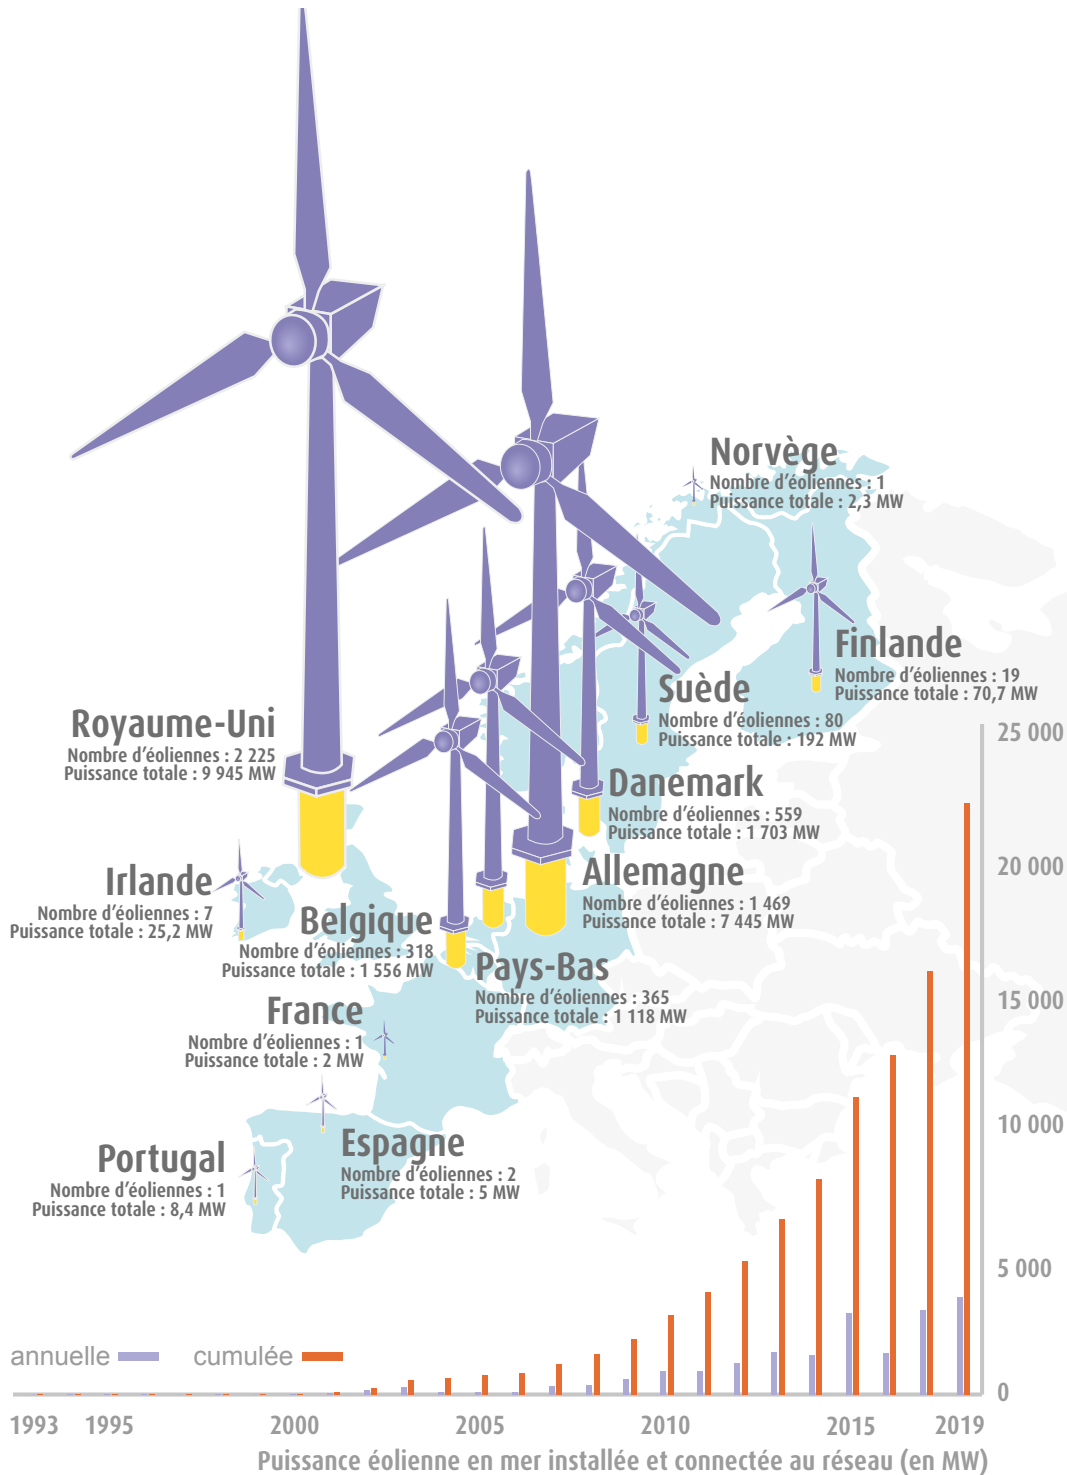 Norvège
Nombre d'éoliennes : 1
Puissance totale : 2,3 MW
Finlande
Nombre d'éoliennes : 19
Puissance totale : 70,7 MW
Suède
Nombre d'éoliennes : 80
Puissance totale : 192 MW
Royaume-Uni
Nombre d'éoliennes : 2 225
Puissance totale : 9 945 MW
Danemark
Nombre d'éoliennes : 559
Puissance totale : 1 703 MW
Allemagne
Nombre d'éoliennes : 1 469
Puissance totale : 7 445 MW
Irlande
Nombre d'éoliennes : 7
Puissance totale : 25,2 MW
Belgique
Nombre d'éoliennes : 318
Puissance totale : 1 556 MW
Pays-Bas
Nombre d'éoliennes : 365
Puissance totale : 1 118 MW
France
Nombre d'éoliennes : 1
Puissance totale : 2 MW
Espagne
Nombre d'éoliennes : 2
Puissance totale : 5 MW
Portugal
Nombre d'éoliennes : 1
Puissance totale : 8,4 MW
25 000
20 000
15 000
10 000
5 000
0
annuelle cumulée
1993 1995 2000 2005 2010 2015 2019
Puissance éolienne en mer installée et connectée au réseau (en MW)